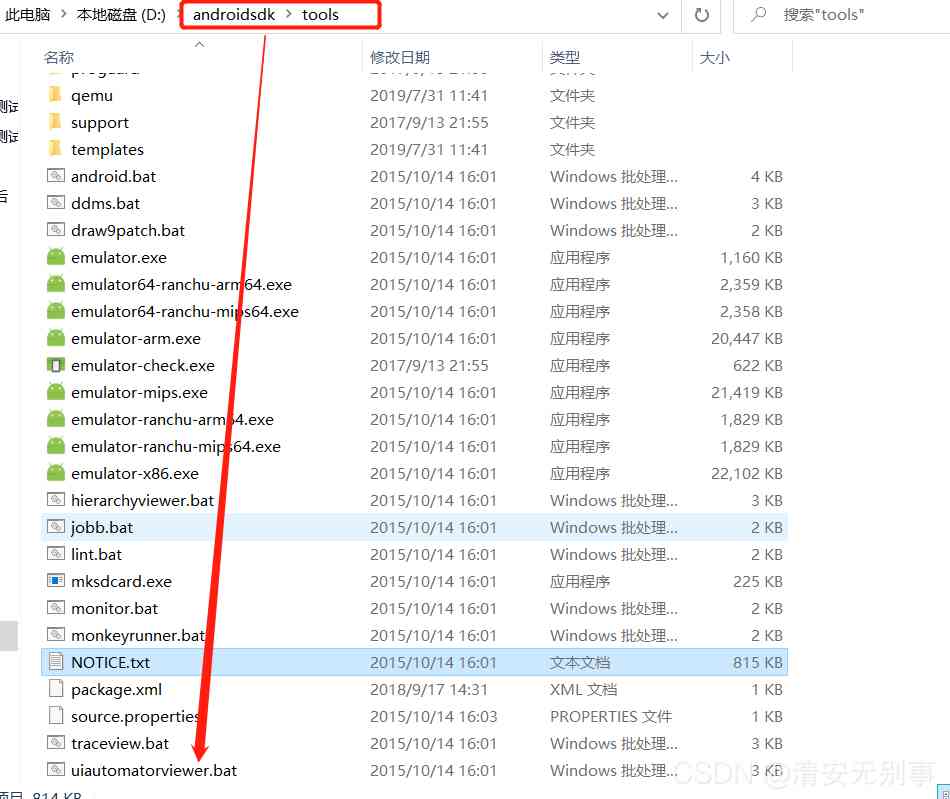 此电脑 > 本地磁盘 (D:) > androidsdk > tools 搜索"tools"
名称 修改日期 类型 大小
qemu 2019/7/31 11:41 文件夹
测试
support 2017/9/13 21:55 文件夹
测试
templates 2019/7/31 11:41 文件夹
android.bat 2015/10/14 16:01 Windows 批处理... 4 KB
后
ddms.bat 2015/10/14 16:01 Windows 批处理... 3 KB
draw9patch.bat 2015/10/14 16:01 Windows 批处理... 2 KB
emulator.exe 2015/10/14 16:01 应用程序 1,160 KB
emulator64-ranchu-arm64.exe 2015/10/14 16:01 应用程序 2,359 KB
emulator64-ranchu-mips64.exe 2015/10/14 16:01 应用程序 2,358 KB
emulator-arm.exe 2015/10/14 16:01 应用程序 20,447 KB
emulator-check.exe 2017/9/13 21:55 应用程序 622 KB
emulator-mips.exe 2015/10/14 16:01 应用程序 21,419 KB
emulator-ranchu-arm64.exe 2015/10/14 16:01 应用程序 1,829 KB
emulator-ranchu-mips64.exe 2015/10/14 16:01 应用程序 1,829 KB
emulator-x86.exe 2015/10/14 16:01 应用程序 22,102 KB
hierarchyviewer.bat 2015/10/14 16:01 Windows 批处理... 3 KB
jobb.bat 2015/10/14 16:01 Windows 批处理... 2 KB
lint.bat 2015/10/14 16:01 Windows 批处理... 2 KB
mksdcard.exe 2015/10/14 16:01 应用程序 225 KB
monitor.bat 2015/10/14 16:01 Windows 批处理... 2 KB
monkeyrunner.bat 2015/10/14 16:01 Windows 批处理... 2 KB
NOTICE.txt 2015/10/14 16:01 文本文档 815 KB
package.xml 2018/9/17 14:31 XML 文档 1 KB
source.properties 2015/10/14 16:03 PROPERTIES 文件 1 KB
traceview.bat 2015/10/14 16:01 Windows 批处理... 3 KB
uiautomatorviewer.bat 2015/10/14 16:01 Windows 批处理... 3 KB
CSDN @清安无别事
项目 814 KB